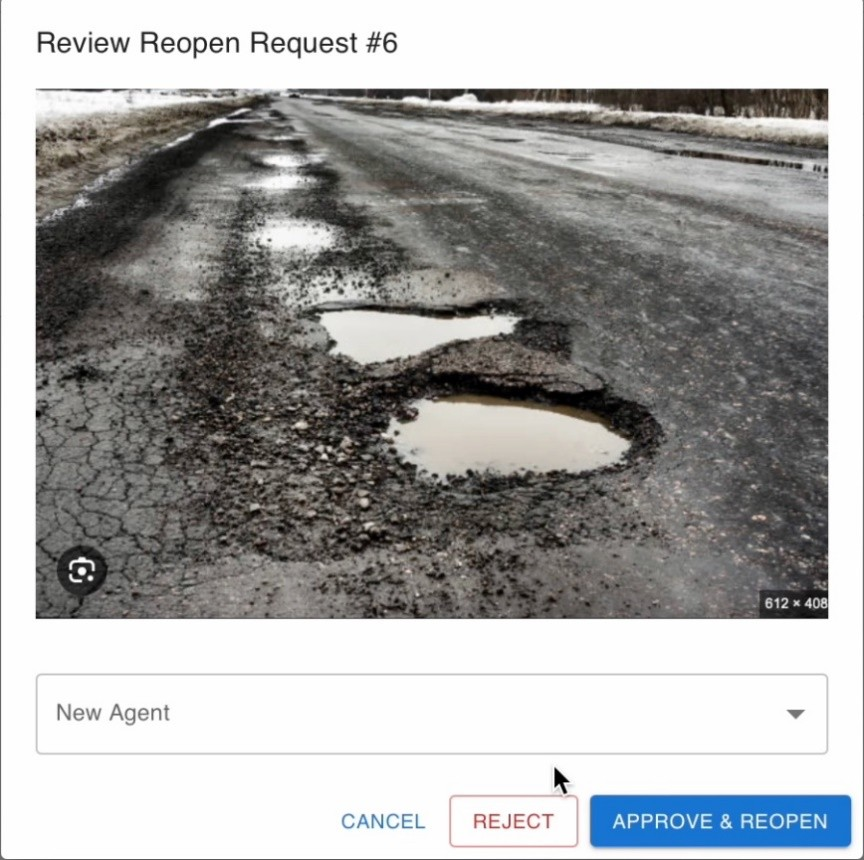 Review Reopen Request #6
612 × 408
New Agent
CANCEL
REJECT
APPROVE & REOPEN